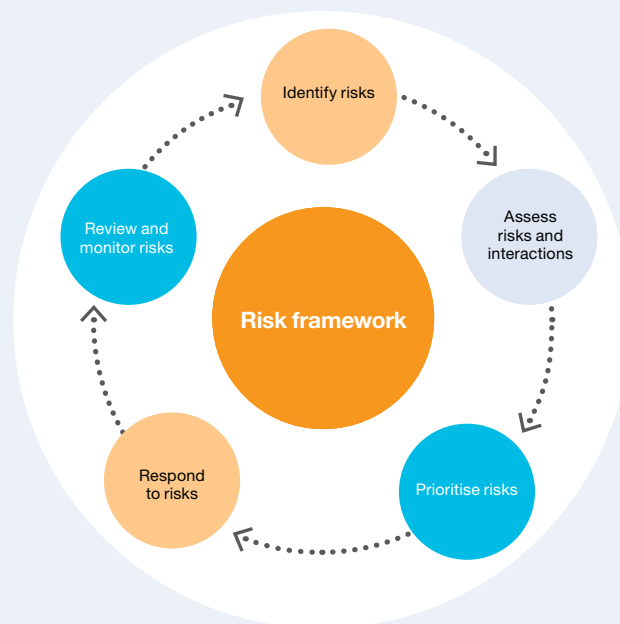 Identify risks
Assess
risks and
interactions
Prioritise risks
Respond
to risks
Review and
monitor risks
Risk framework